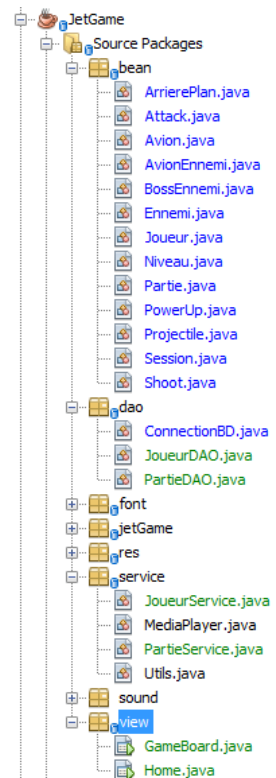 JetGame
Source Packages
bean
ArrierePlan.java
Attack.java
Avion.java
AvionEnnemi.java
BossEnnemi.java
Ennemi.java
Joueur.java
Niveau.java
Partie.java
PowerUp.java
Projectile.java
Session.java
Shoot.java
dao
ConnectionBD.java
JoueurDAO.java
PartieDAO.java
font
jetGame
res
service
JoueurService.java
MediaPlayer.java
PartieService.java
Utils.java
sound
view
GameBoard.java
Home.java